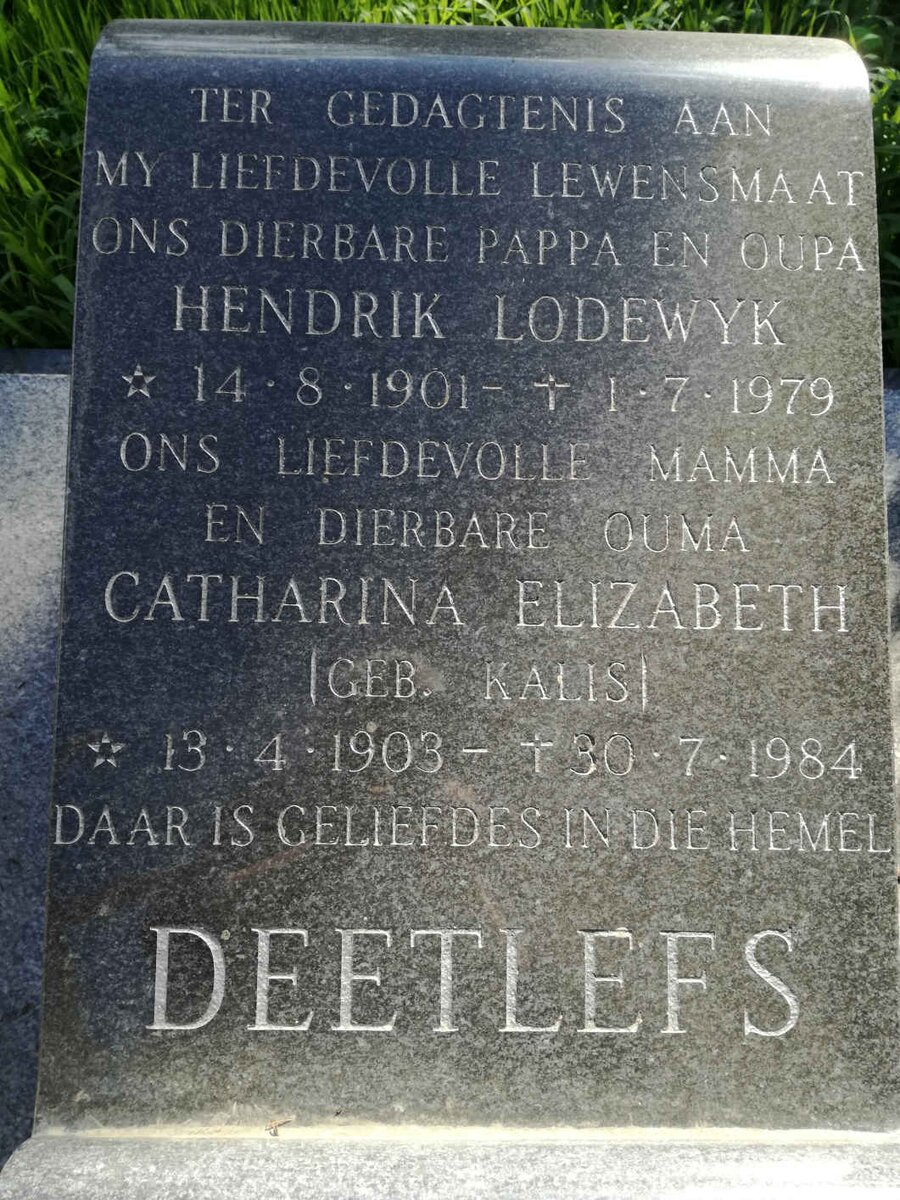 TER GEDAGTENIS AAN
MY LIEFDEVOLLE LEWENSMAAT
ONS DIERBARE PAPPA EN OUPA
HENDRIK LODEWYK
☆ 14·8·1901 – † 1·7·1979
ONS LIEFDEVOLLE MAMMA
EN DIERBARE OUMA
CATHARINA ELIZABETH
(GEB. KALIS)
☆ 13·4·1903 – † 30·7·1984
DAAR IS GELIEFDES IN DIE HEMEL
DEETLEFS